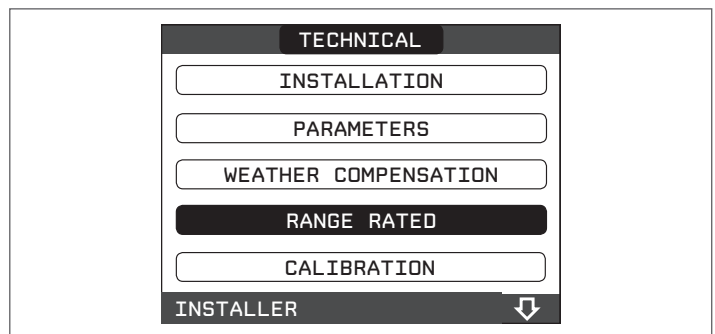 TECHNICAL
INSTALLATION
PARAMETERS
WEATHER COMPENSATION
RANGE RATED
CALIBRATION
INSTALLER